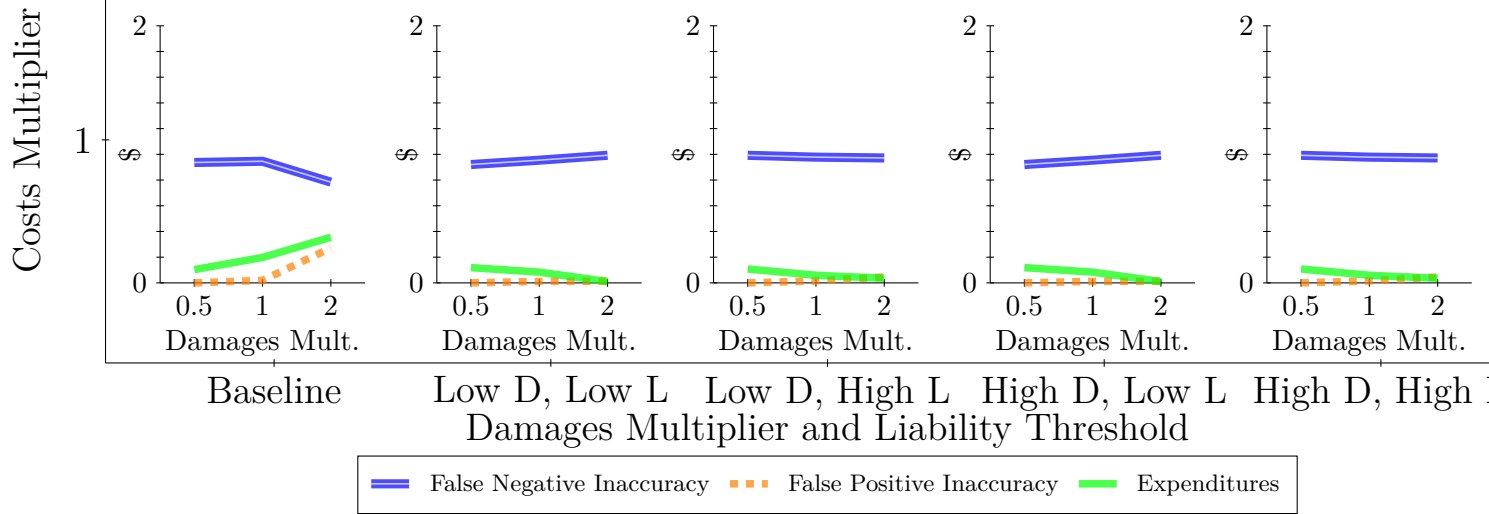 Costs Multiplier
1
2
$
0
0.5 1 2
Damages Mult.
2
$
0
0.5 1 2
Damages Mult.
2
$
0
0.5 1 2
Damages Mult.
2
$
0
0.5 1 2
Damages Mult.
2
$
0
0.5 1 2
Damages Mult.
Baseline
Low D, Low L
Low D, High L
High D, Low L
High D, High
Damages Multiplier and Liability Threshold
False Negative Inaccuracy
False Positive Inaccuracy
Expenditures